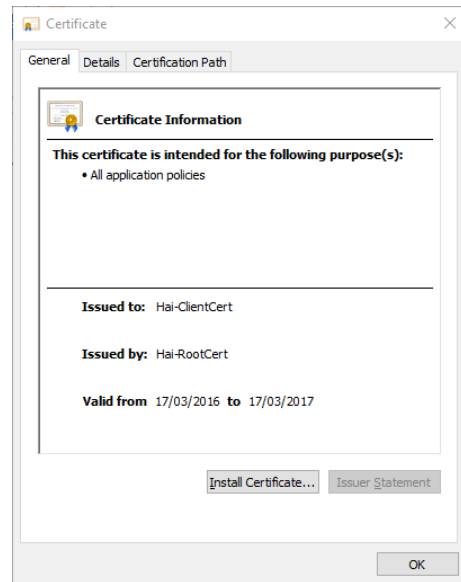 Certificate
General Details Certification Path
Certificate Information
This certificate is intended for the following purpose(s):
• All application policies
Issued to: Hai-ClientCert
Issued by: Hai-RootCert
Valid from 17/03/2016 to 17/03/2017
Install Certificate... Issuer Statement
OK